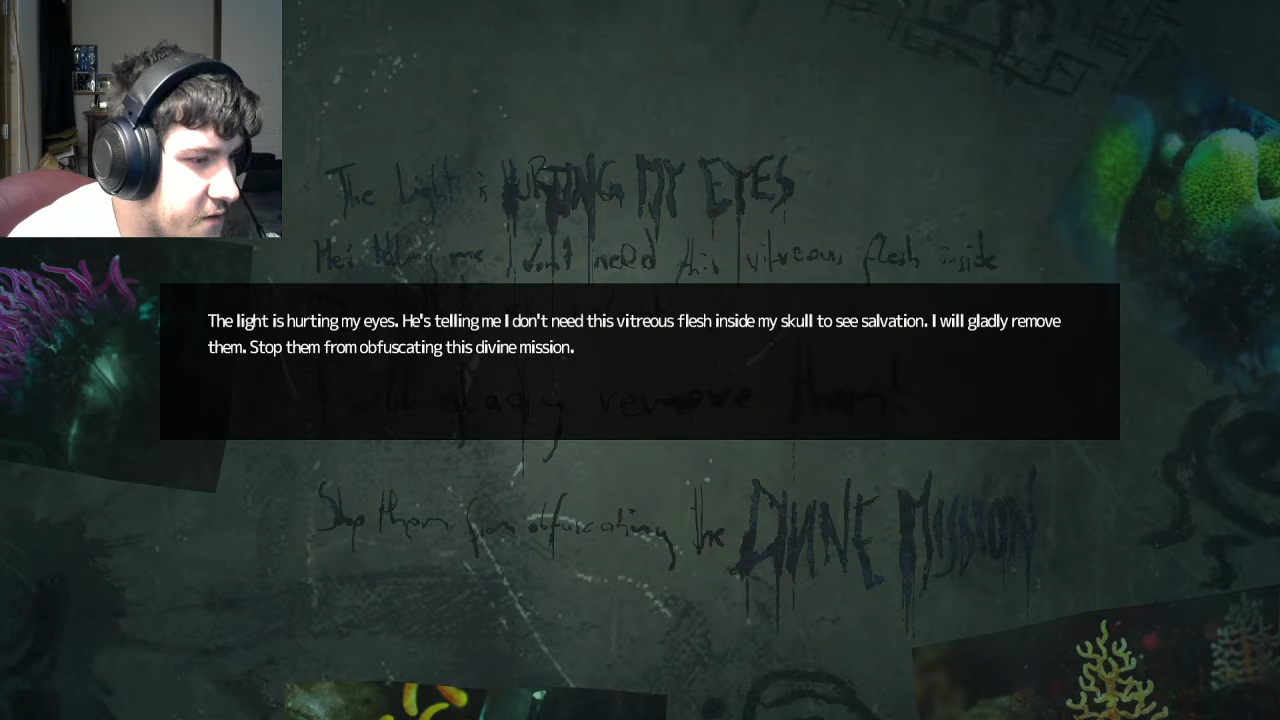 The Light is HURTING MY EYES
He's telling me I don't need this vitreous flesh inside
The light is hurting my eyes. He's telling me I don't need this vitreous flesh inside my skull to see salvation. I will gladly remove
them. Stop them from obfuscating this divine mission.
I will gladly remove them!
Stop them from obfuscating the DIVINE MISSION